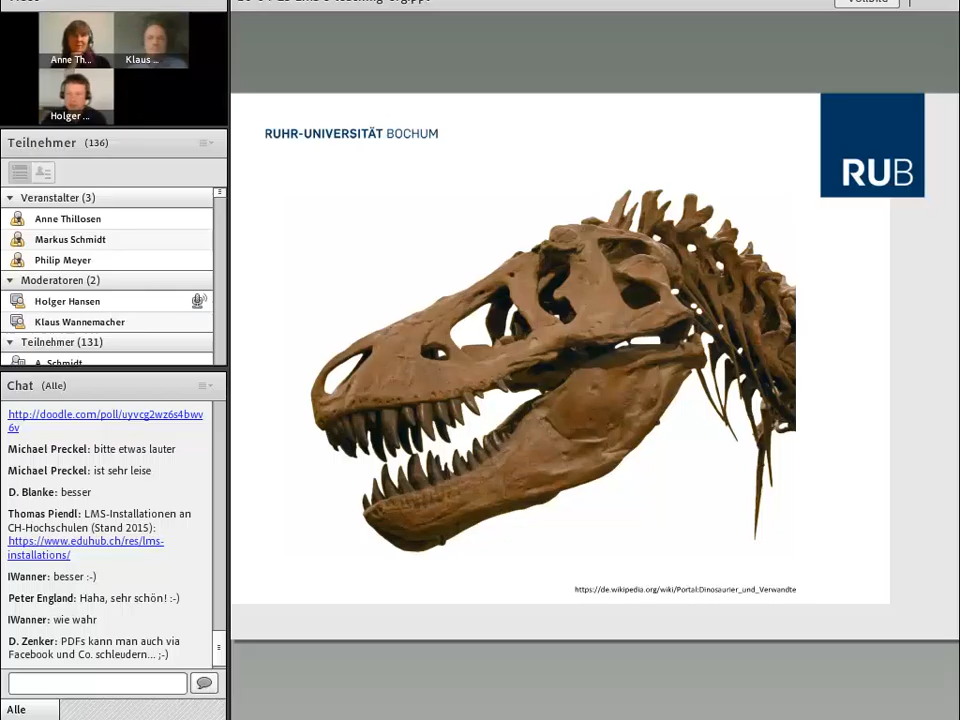 Anne Th...
Klaus ...
Holger ...
Teilnehmer (136)
Veranstalter (3)
Anne Thillosen
Markus Schmidt
Philip Meyer
Moderatoren (2)
Holger Hansen
Klaus Wannemacher
Teilnehmer (131)
A. Schmidt
Chat (Alle)
http://doodle.com/poll/uyvcg2wz6s4bwv
6v
Michael Preckel: bitte etwas lauter
Michael Preckel: ist sehr leise
D. Blanke: besser
Thomas Piendl: LMS-Installationen an
CH-Hochschulen (Stand 2015):
https://www.eduhub.ch/res/lms-
installations/
IWanner: besser :-)
Peter England: Haha, sehr schön! :-)
IWanner: wie wahr
D. Zenker: PDFs kann man auch via
Facebook und Co. schleudern... ;-)
Alle
Vollbild
RUHR-UNIVERSITÄT BOCHUM
RUB
https://de.wikipedia.org/wiki/Portal:Dinosaurier_und_Verwandte